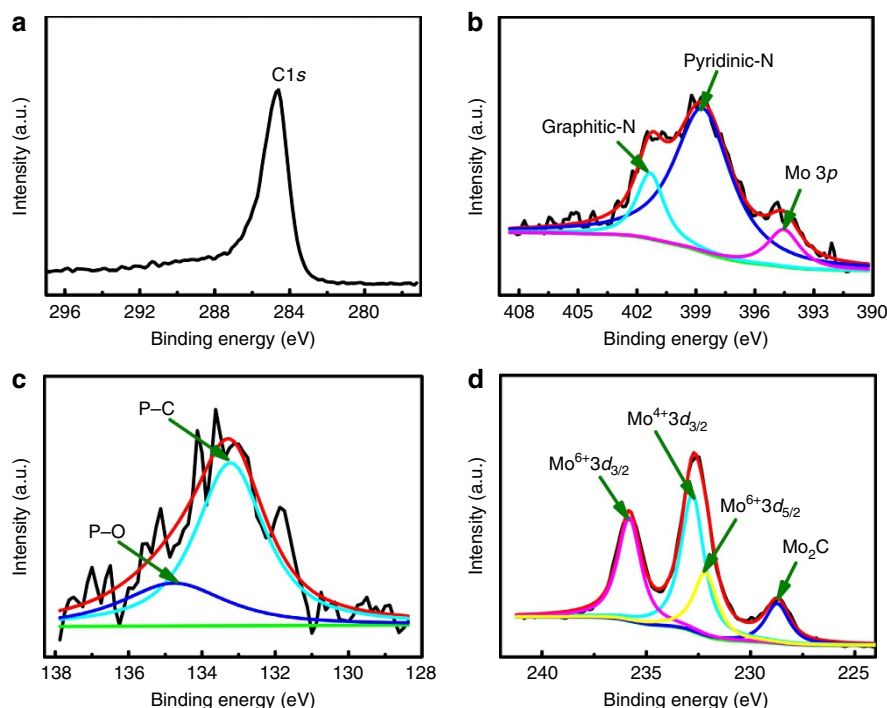 a
C1s
Intensity (a.u.)
296 292 288 284 280
Binding energy (eV)
b
Pyridinic-N
Graphitic-N
Mo 3p
Intensity (a.u.)
408 405 402 399 396 393 390
Binding energy (eV)
c
P–C
P–O
Intensity (a.u.)
138 136 134 132 130 128
Binding energy (eV)
d
Mo⁴⁺3d₃/₂
Mo⁶⁺3d₃/₂
Mo⁶⁺3d₅/₂
Mo₂C
Intensity (a.u.)
240 235 230 225
Binding energy (eV)